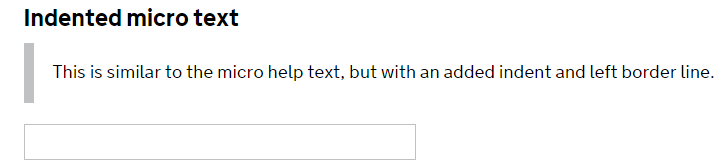 Indented micro text
This is similar to the micro help text, but with an added indent and left border line.